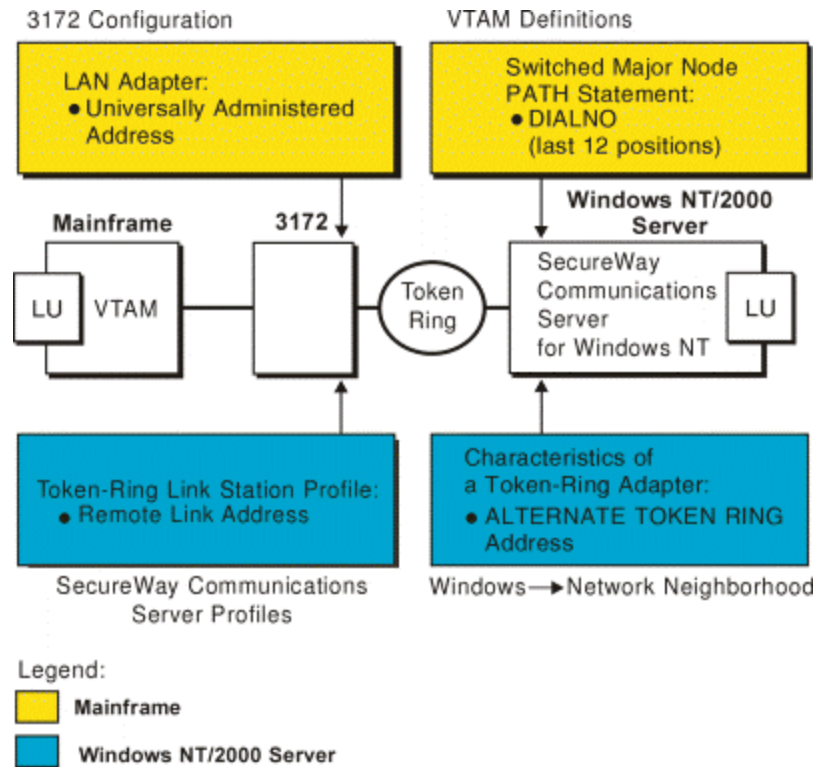 3172 Configuration
VTAM Definitions
LAN Adapter:
● Universally Administered
Address
Switched Major Node
PATH Statement:
● DIALNO
(last 12 positions)
Mainframe
3172
Windows NT/2000
Server
LU
VTAM
Token
Ring
SecureWay
Communications
Server
for Windows NT
LU
Token-Ring Link Station Profile:
● Remote Link Address
Characteristics of
a Token-Ring Adapter:
● ALTERNATE TOKEN RING
Address
SecureWay Communications
Server Profiles
Windows→Network Neighborhood
Legend:
Mainframe
Windows NT/2000 Server